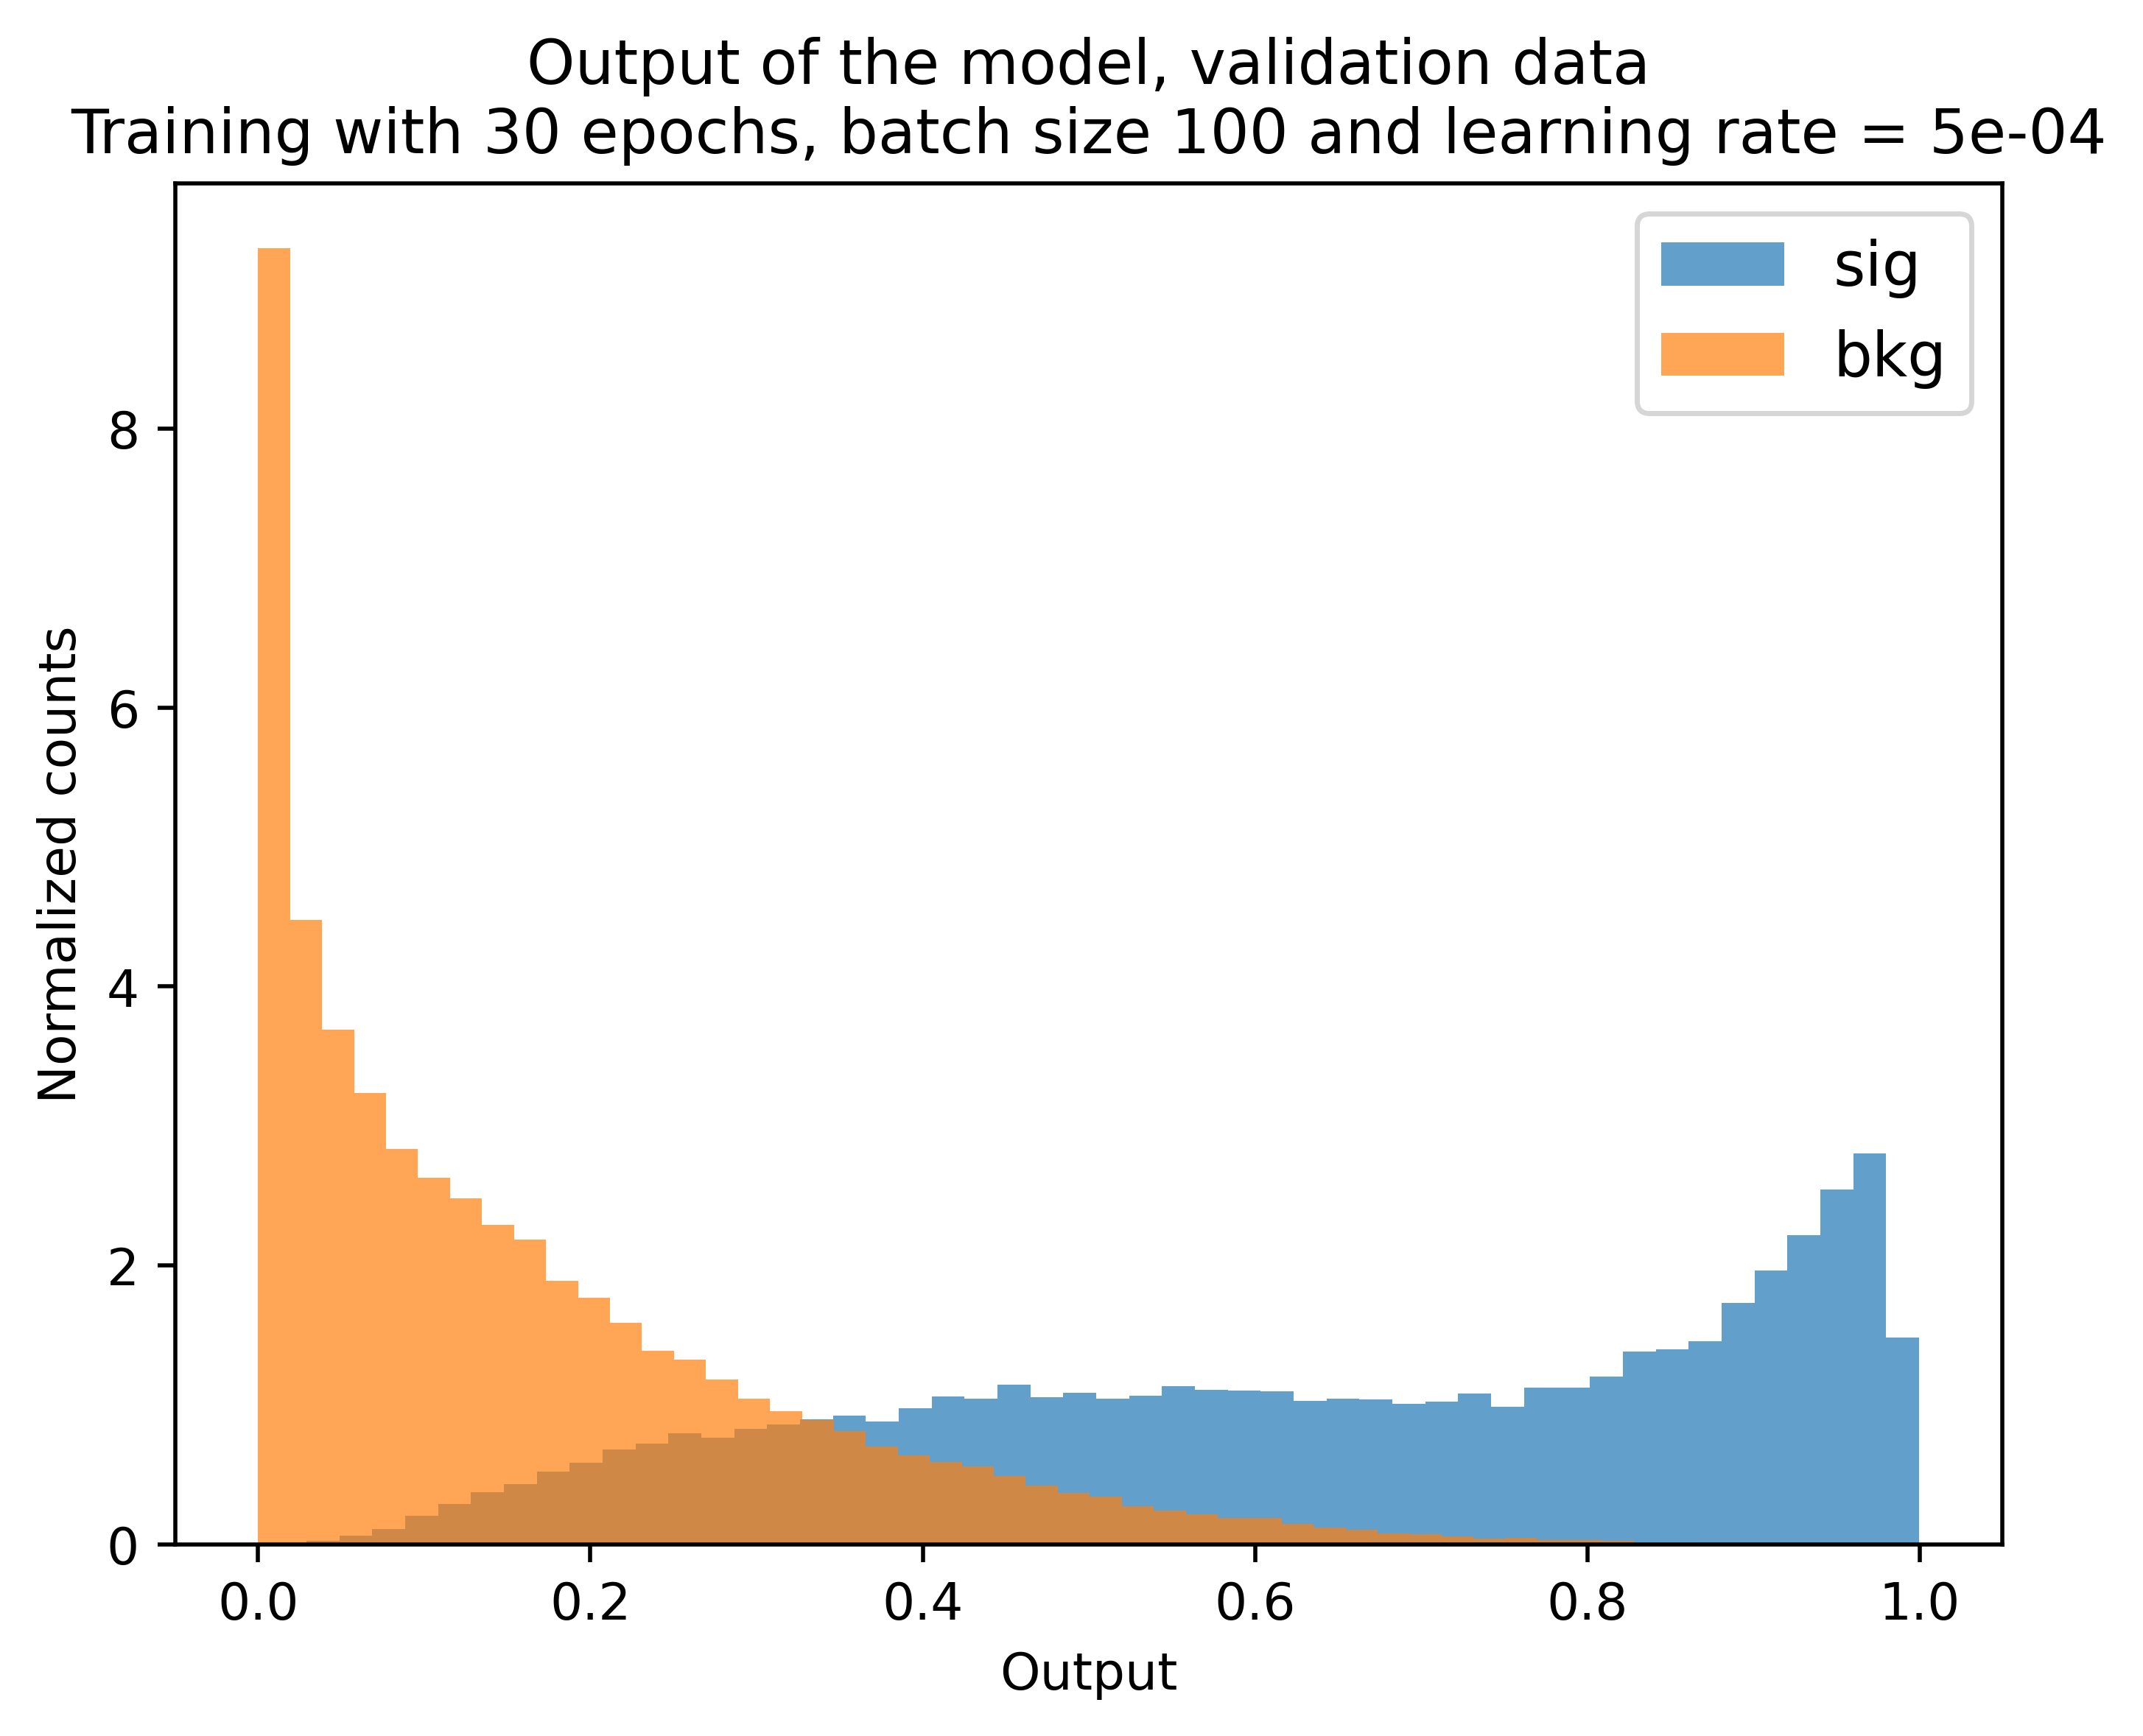 Output of the model, validation data
Training with 30 epochs, batch size 100 and learning rate = 5e-04
sig
bkg
Normalized counts
8
6
4
2
0
0.0 0.2 0.4 0.6 0.8 1.0
Output